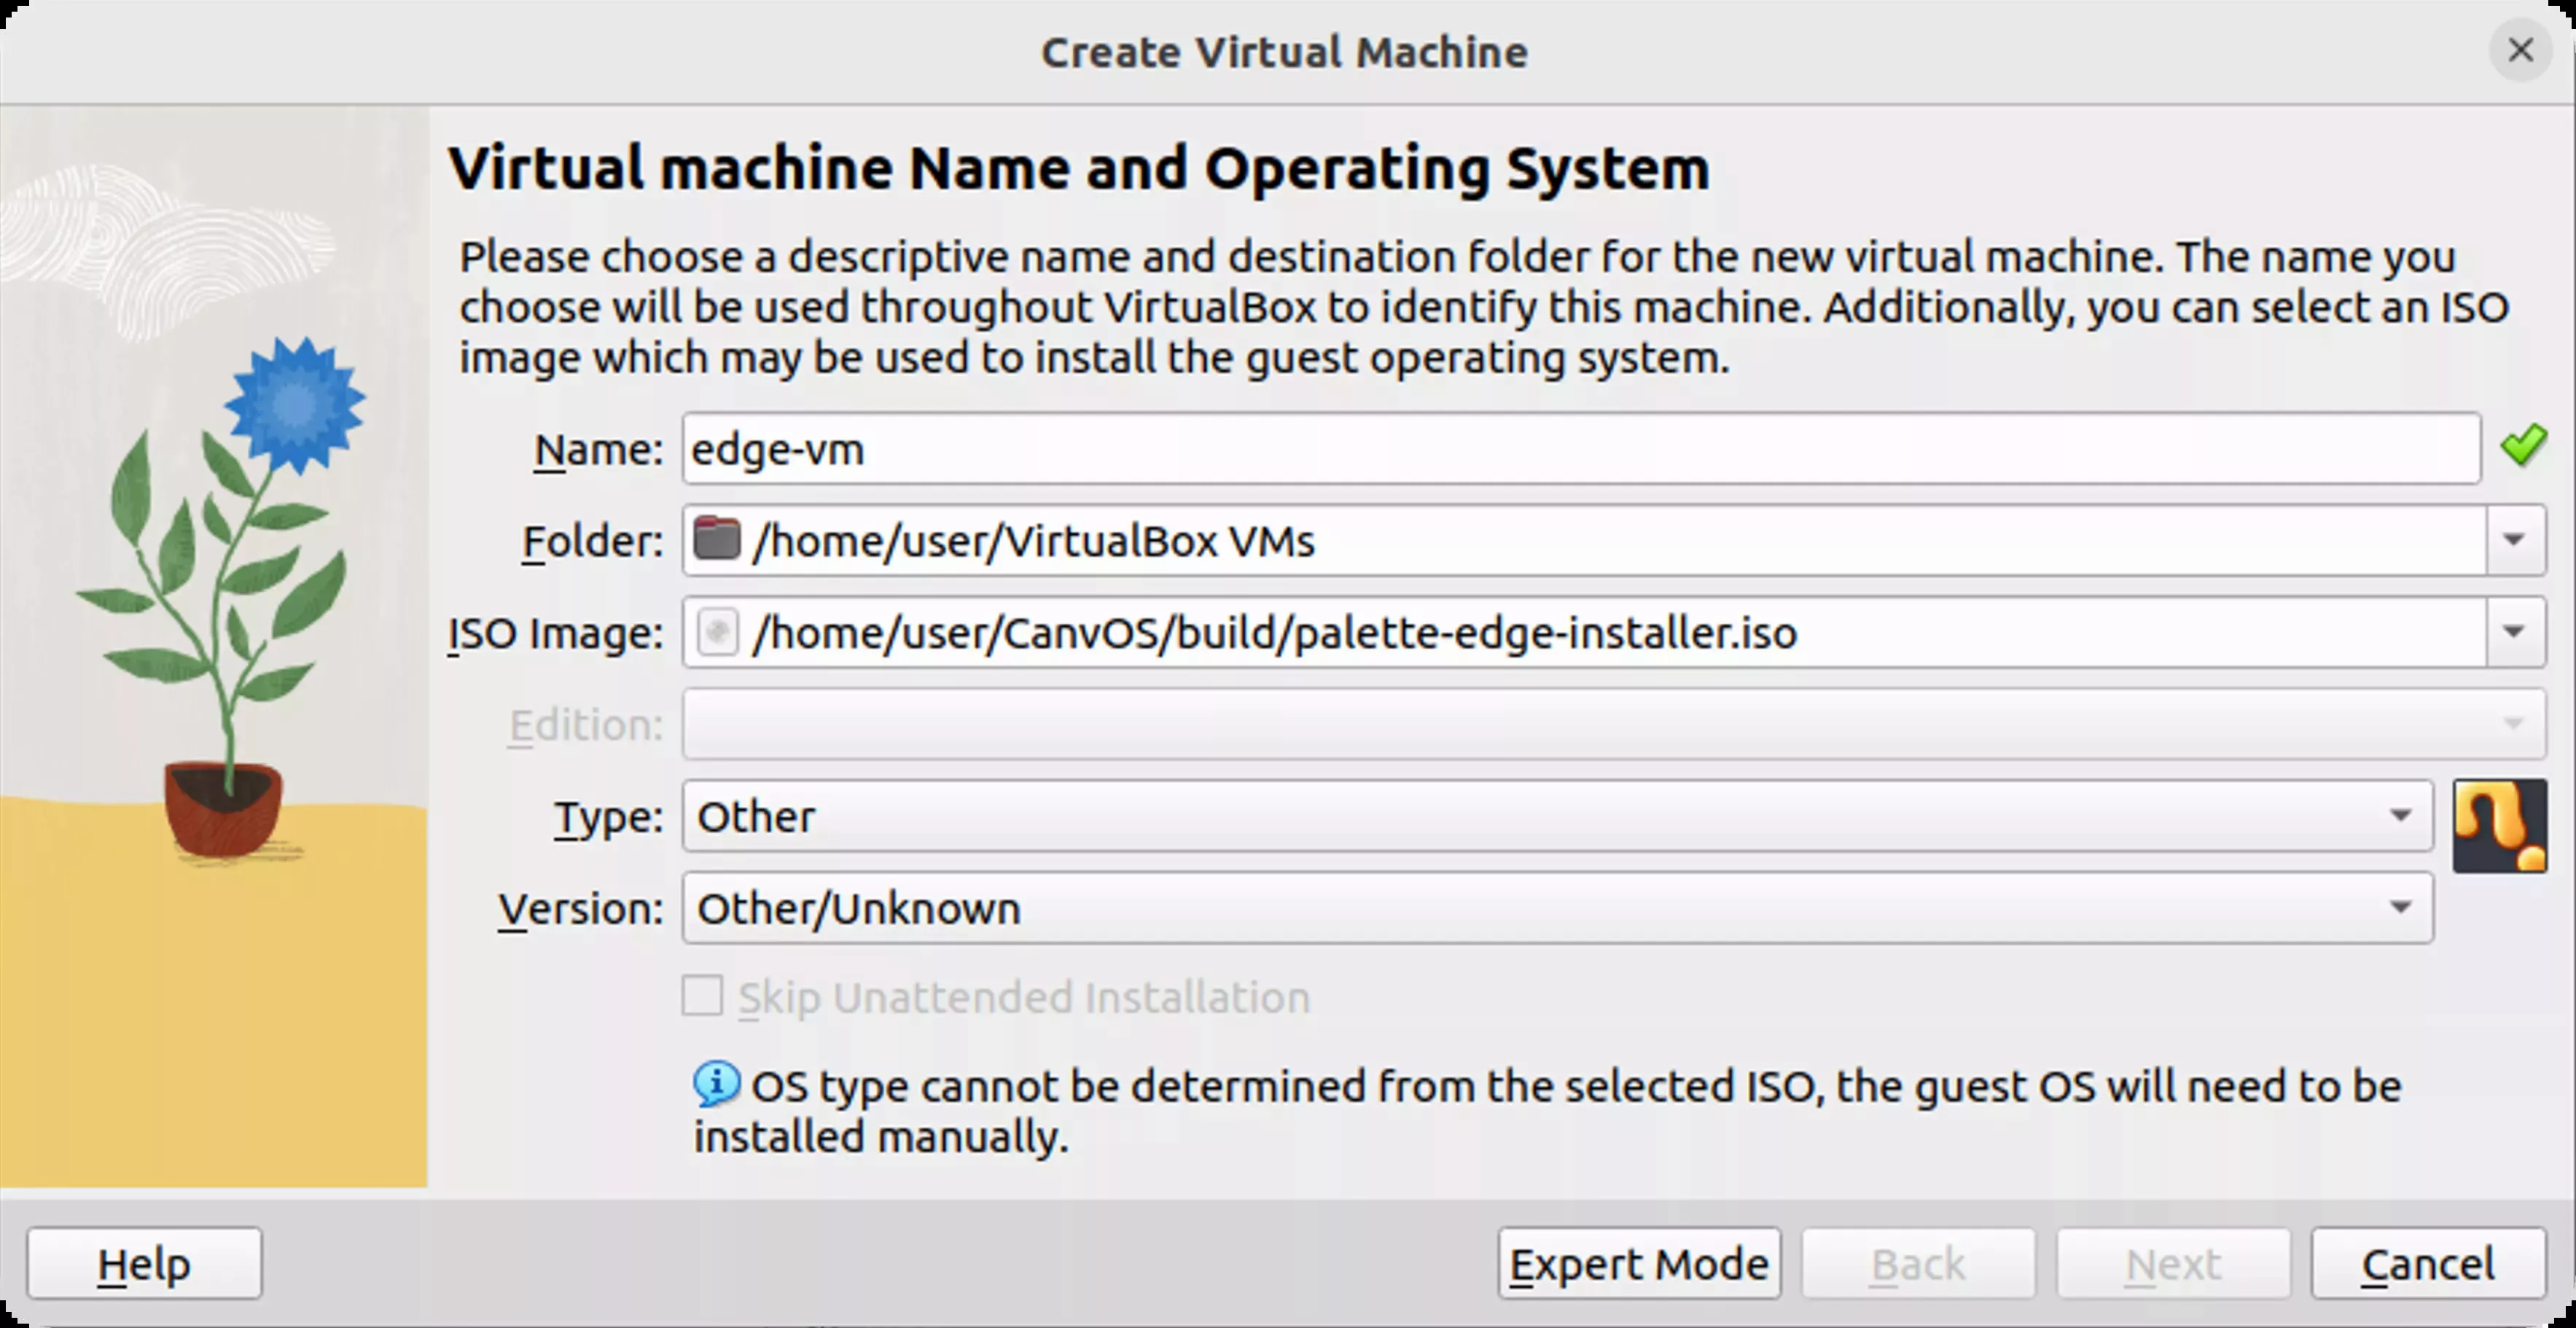 Create Virtual Machine
Virtual machine Name and Operating System
Please choose a descriptive name and destination folder for the new virtual machine. The name you
choose will be used throughout VirtualBox to identify this machine. Additionally, you can select an ISO
image which may be used to install the guest operating system.
Name: edge-vm
Folder: /home/user/VirtualBox VMs
ISO Image: /home/user/CanvOS/build/palette-edge-installer.iso
Edition:
Type: Other
Version: Other/Unknown
Skip Unattended Installation
OS type cannot be determined from the selected ISO, the guest OS will need to be
installed manually.
Help Expert Mode Back Next Cancel